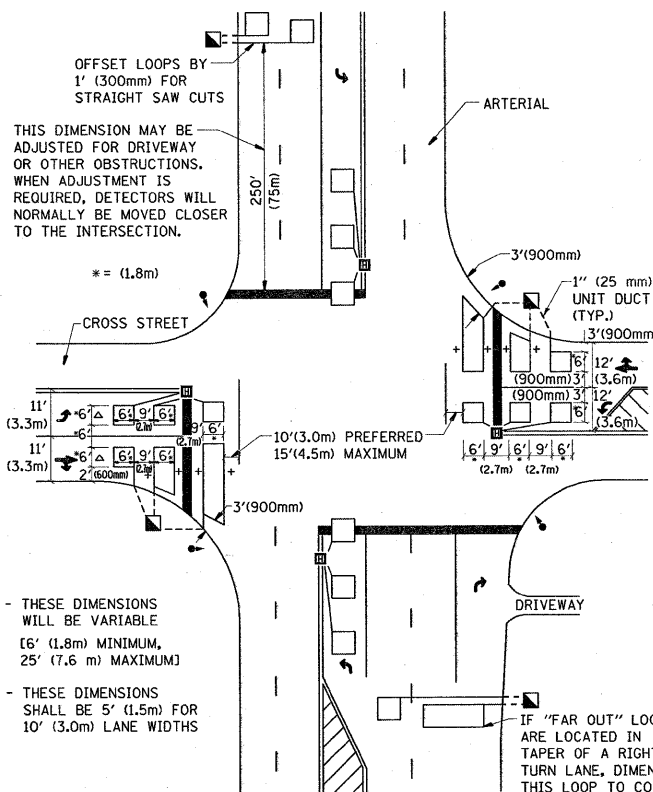 OFFSET LOOPS BY
1' (300mm) FOR
STRAIGHT SAW CUTS
ARTERIAL
THIS DIMENSION MAY BE
ADJUSTED FOR DRIVEWAY
OR OTHER OBSTRUCTIONS.
WHEN ADJUSTMENT IS
REQUIRED, DETECTORS WILL
NORMALLY BE MOVED CLOSER
TO THE INTERSECTION.
250'
(75m)
* = (1.8m)
3'(900mm)
1" (25 mm)
UNIT DUCT
(TYP.)
CROSS STREET
3'(900mm
*6'
12'
(3.6m)
(900mm) 3'
(900mm) 3'
12'
(3.6m)
*6'
11'
(3.3m)
*6'
6'* 9' 6'*
(2.7m)
*6'
(2.7m)
9' 6'
*
11'
(3.3m)
*6'
6'* 9' 6'*
(2.7m)
2' (600mm)
10'(3.0m) PREFERRED
15'(4.5m) MAXIMUM
6' 9' 6' 9' 6'
* (2.7m) * (2.7m) *
3'(900mm)
- THESE DIMENSIONS
WILL BE VARIABLE
[6' (1.8m) MINIMUM,
25' (7.6 m) MAXIMUM]
DRIVEWAY
- THESE DIMENSIONS
SHALL BE 5' (1.5m) FOR
10' (3.0m) LANE WIDTHS
IF "FAR OUT" LOO
ARE LOCATED IN
TAPER OF A RIGHT
TURN LANE, DIMEN
THIS LOOP TO CO